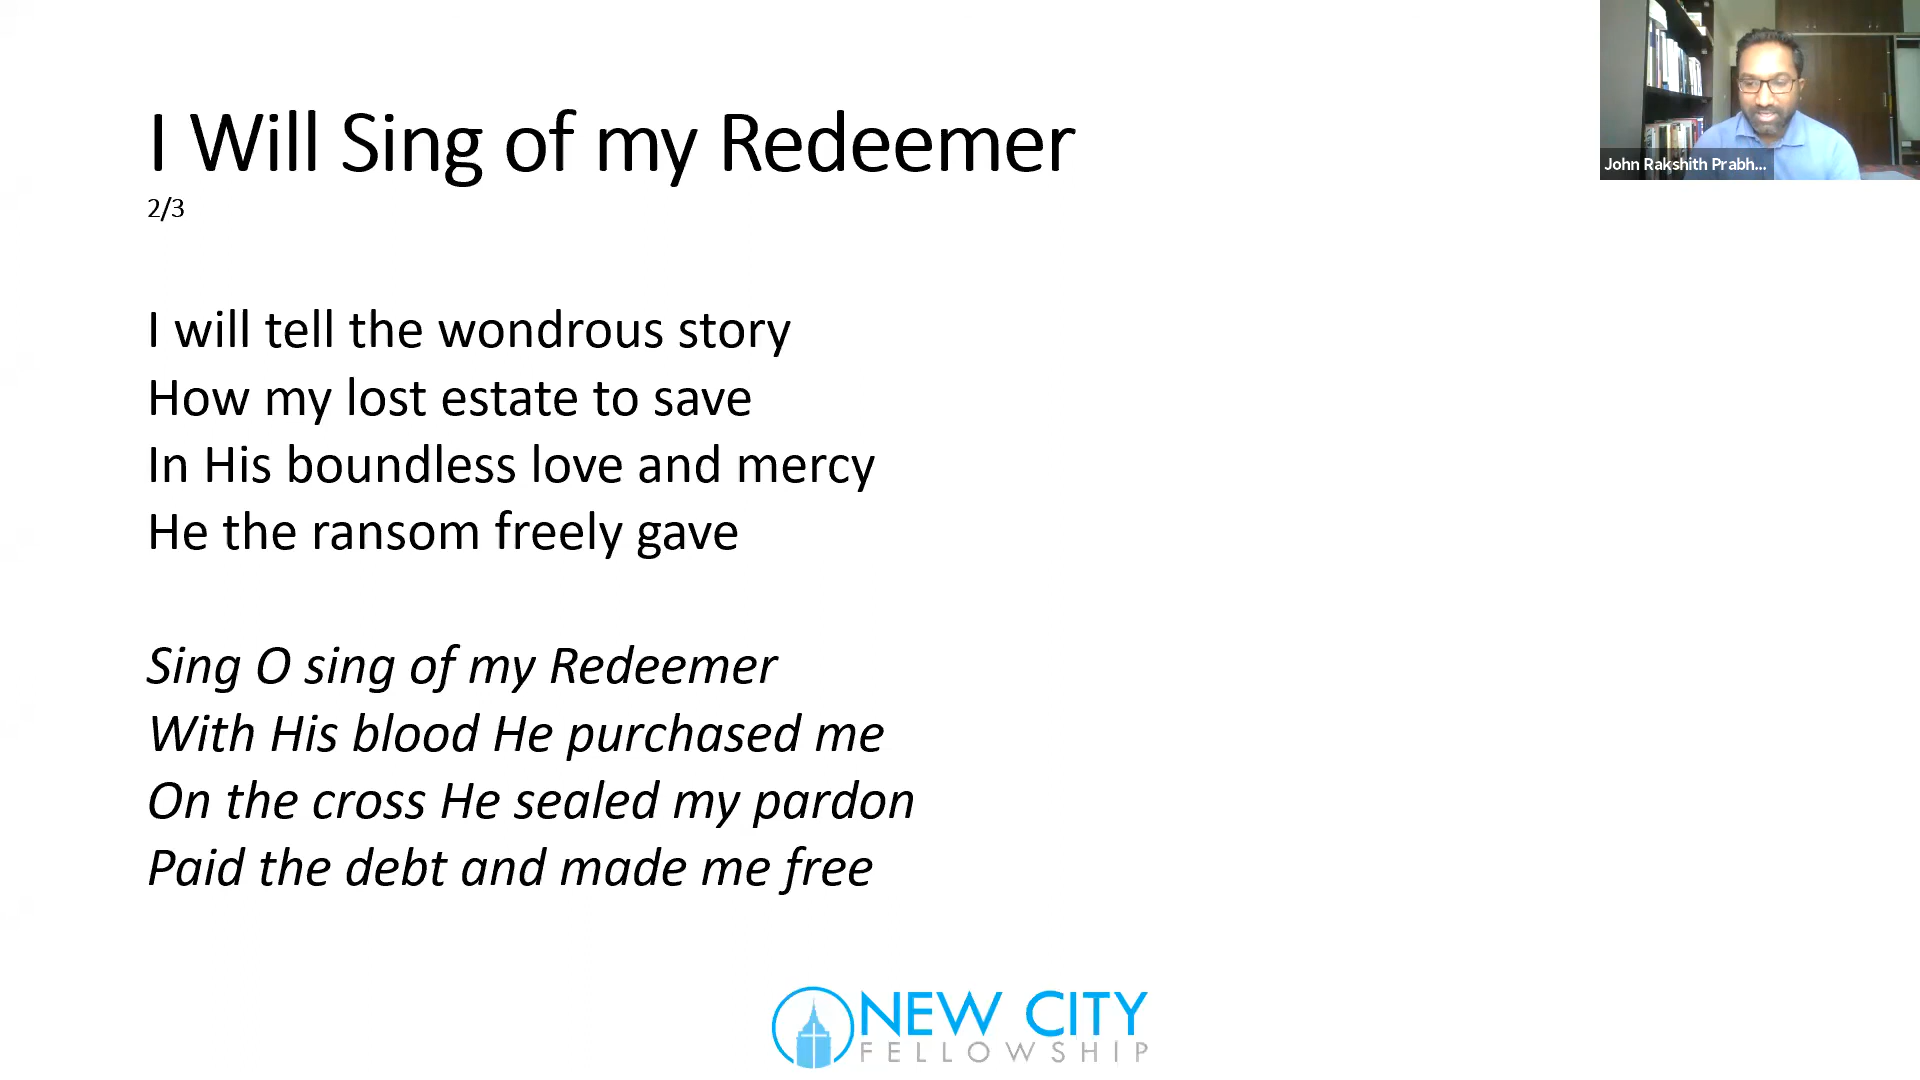 I Will Sing of my Redeemer
2/3
I will tell the wondrous story
How my lost estate to save
In His boundless love and mercy
He the ransom freely gave
Sing O sing of my Redeemer
With His blood He purchased me
On the cross He sealed my pardon
Paid the debt and made me free
NEW CITY
FELLOWSHIP
John Rakshith Prabh...